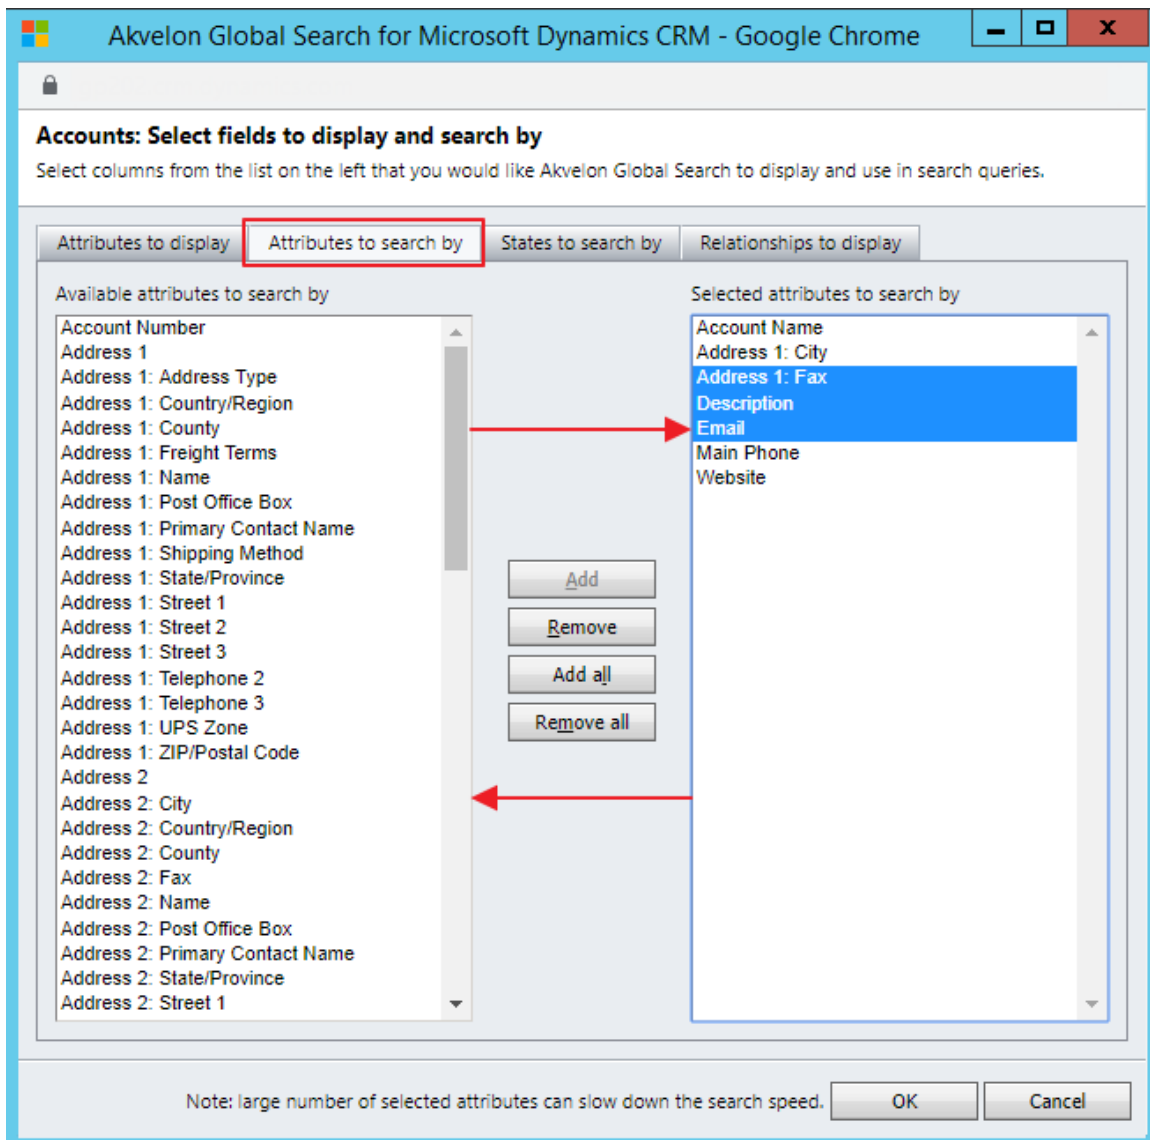 Akvelon Global Search for Microsoft Dynamics CRM - Google Chrome
Accounts: Select fields to display and search by
Select columns from the list on the left that you would like Akvelon Global Search to display and use in search queries.
Attributes to display
Attributes to search by
States to search by
Relationships to display
Available attributes to search by
Account Number
Address 1
Address 1: Address Type
Address 1: Country/Region
Address 1: County
Address 1: Freight Terms
Address 1: Name
Address 1: Post Office Box
Address 1: Primary Contact Name
Address 1: Shipping Method
Address 1: State/Province
Address 1: Street 1
Address 1: Street 2
Address 1: Street 3
Address 1: Telephone 2
Address 1: Telephone 3
Address 1: UPS Zone
Address 1: ZIP/Postal Code
Address 2
Address 2: City
Address 2: Country/Region
Address 2: County
Address 2: Fax
Address 2: Name
Address 2: Post Office Box
Address 2: Primary Contact Name
Address 2: State/Province
Address 2: Street 1
Add
Remove
Add all
Remove all
Selected attributes to search by
Account Name
Address 1: City
Address 1: Fax
Description
Email
Main Phone
Website
Note: large number of selected attributes can slow down the search speed.
OK
Cancel